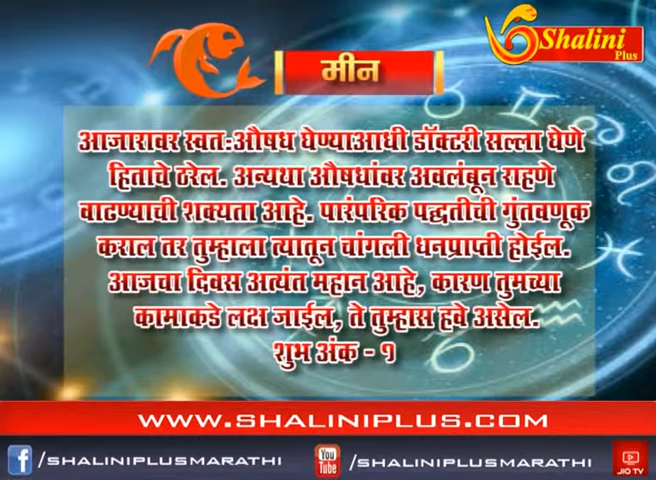 Shalini
Plus
मीन
आजारावर स्वतः औषध घेण्याआधी डॉक्टरी सल्ला घेणे
हिताचे ठरेल. अन्यथा औषधांवर अवलंबून राहणे
वाढण्याची शक्यता आहे. पारंपरिक पद्धतीची गुंतवणूक
कराल तर तुम्हाला त्यातून चांगली धनप्राप्ती होईल.
आजचा दिवस अत्यंत महान आहे, कारण तुमच्या
कामाकडे लक्ष जाईल, ते तुम्हास हवे असेल.
शुभ अंक - १
WWW.SHALINIPLUS.COM
f /SHALINIPLUSMARATHI
You Tube /SHALINIPLUSMARATHI
JIO TV